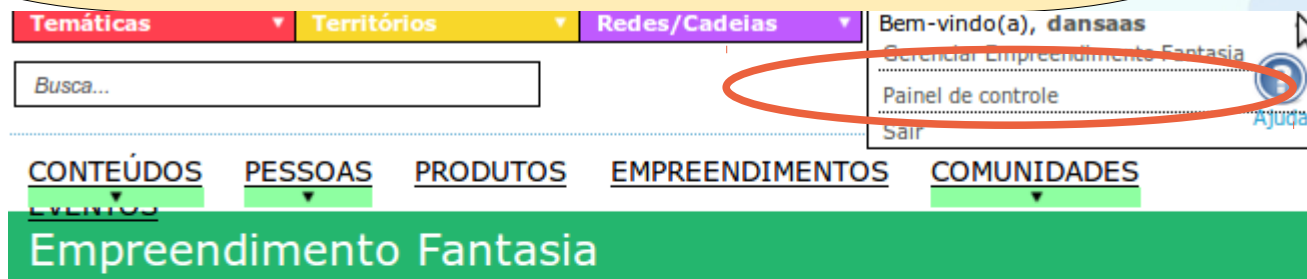 Temáticas Territórios Redes/Cadeias Bem-vindo(a), dansaas
Gerenciar Empreendimento Fantasia
Busca...
Painel de controle
Ajuda
Sair
CONTEÚDOS PESSOAS PRODUTOS EMPREENDIMENTOS COMUNIDADES
EVENTOS
Empreendimento Fantasia